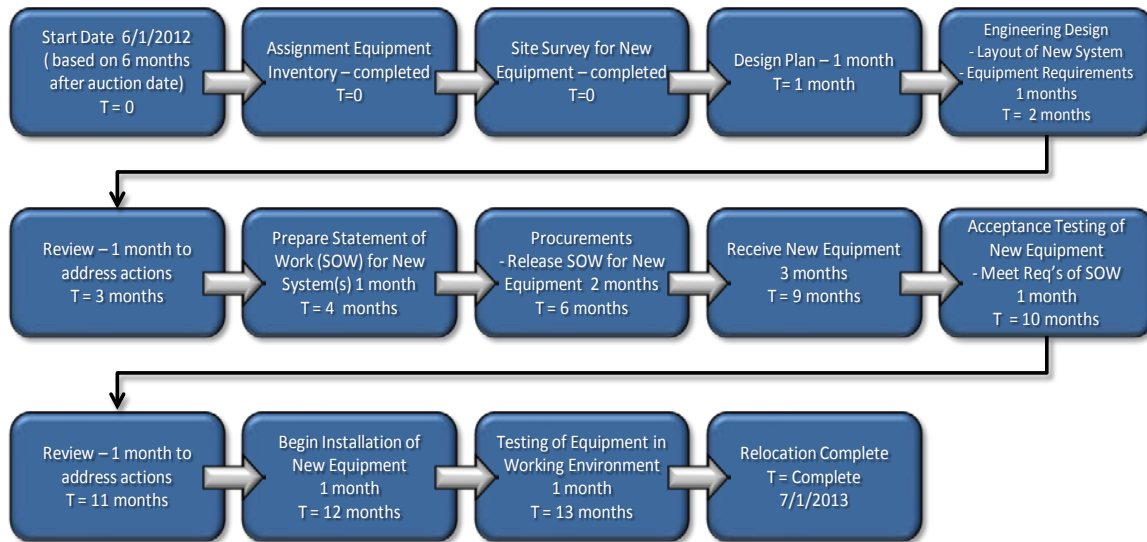 Start Date 6/1/2012
( based on 6 months
after auction date)
T = 0
Assignment Equipment
Inventory – completed
T=0
Site Survey for New
Equipment – completed
T=0
Design Plan – 1 month
T= 1 month
Engineering Design
- Layout of New System
- Equipment Requirements
1 months
T = 2 months
Review – 1 month to
address actions
T = 3 months
Prepare Statement of
Work (SOW) for New
System(s) 1 month
T = 4 months
Procurements
- Release SOW for New
Equipment 2 months
T = 6 months
Receive New Equipment
3 months
T = 9 months
Acceptance Testing of
New Equipment
- Meet Req's of SOW
1 month
T = 10 months
Review – 1 month to
address actions
T = 11 months
Begin Installation of
New Equipment
1 month
T = 12 months
Testing of Equipment in
Working Environment
1 month
T = 13 months
Relocation Complete
T = Complete
7/1/2013